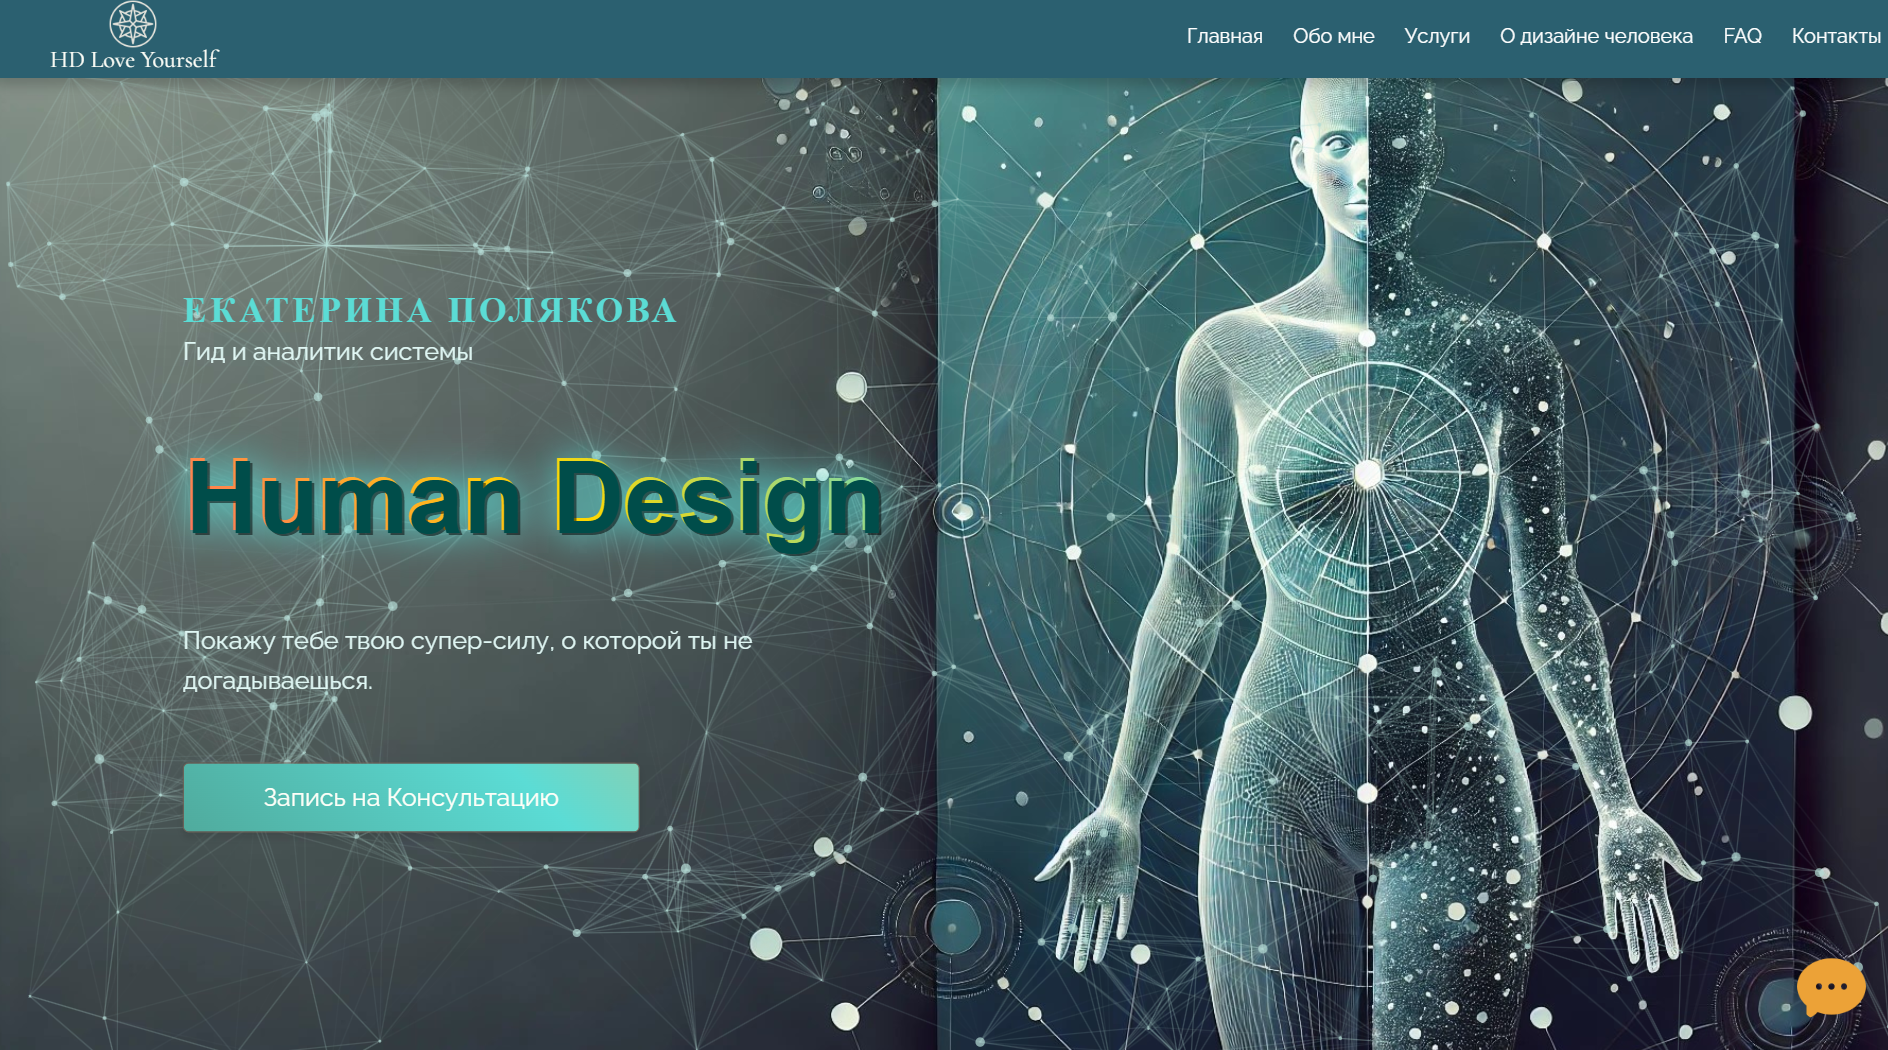 HD Love Yourself
Главная Обо мне Услуги О дизайне человека FAQ Контакты
ЕКАТЕРИНА ПОЛЯКОВА
Гид и аналитик системы
Human Design
Покажу тебе твою супер-силу, о которой ты не
догадываешься.
Запись на Консультацию